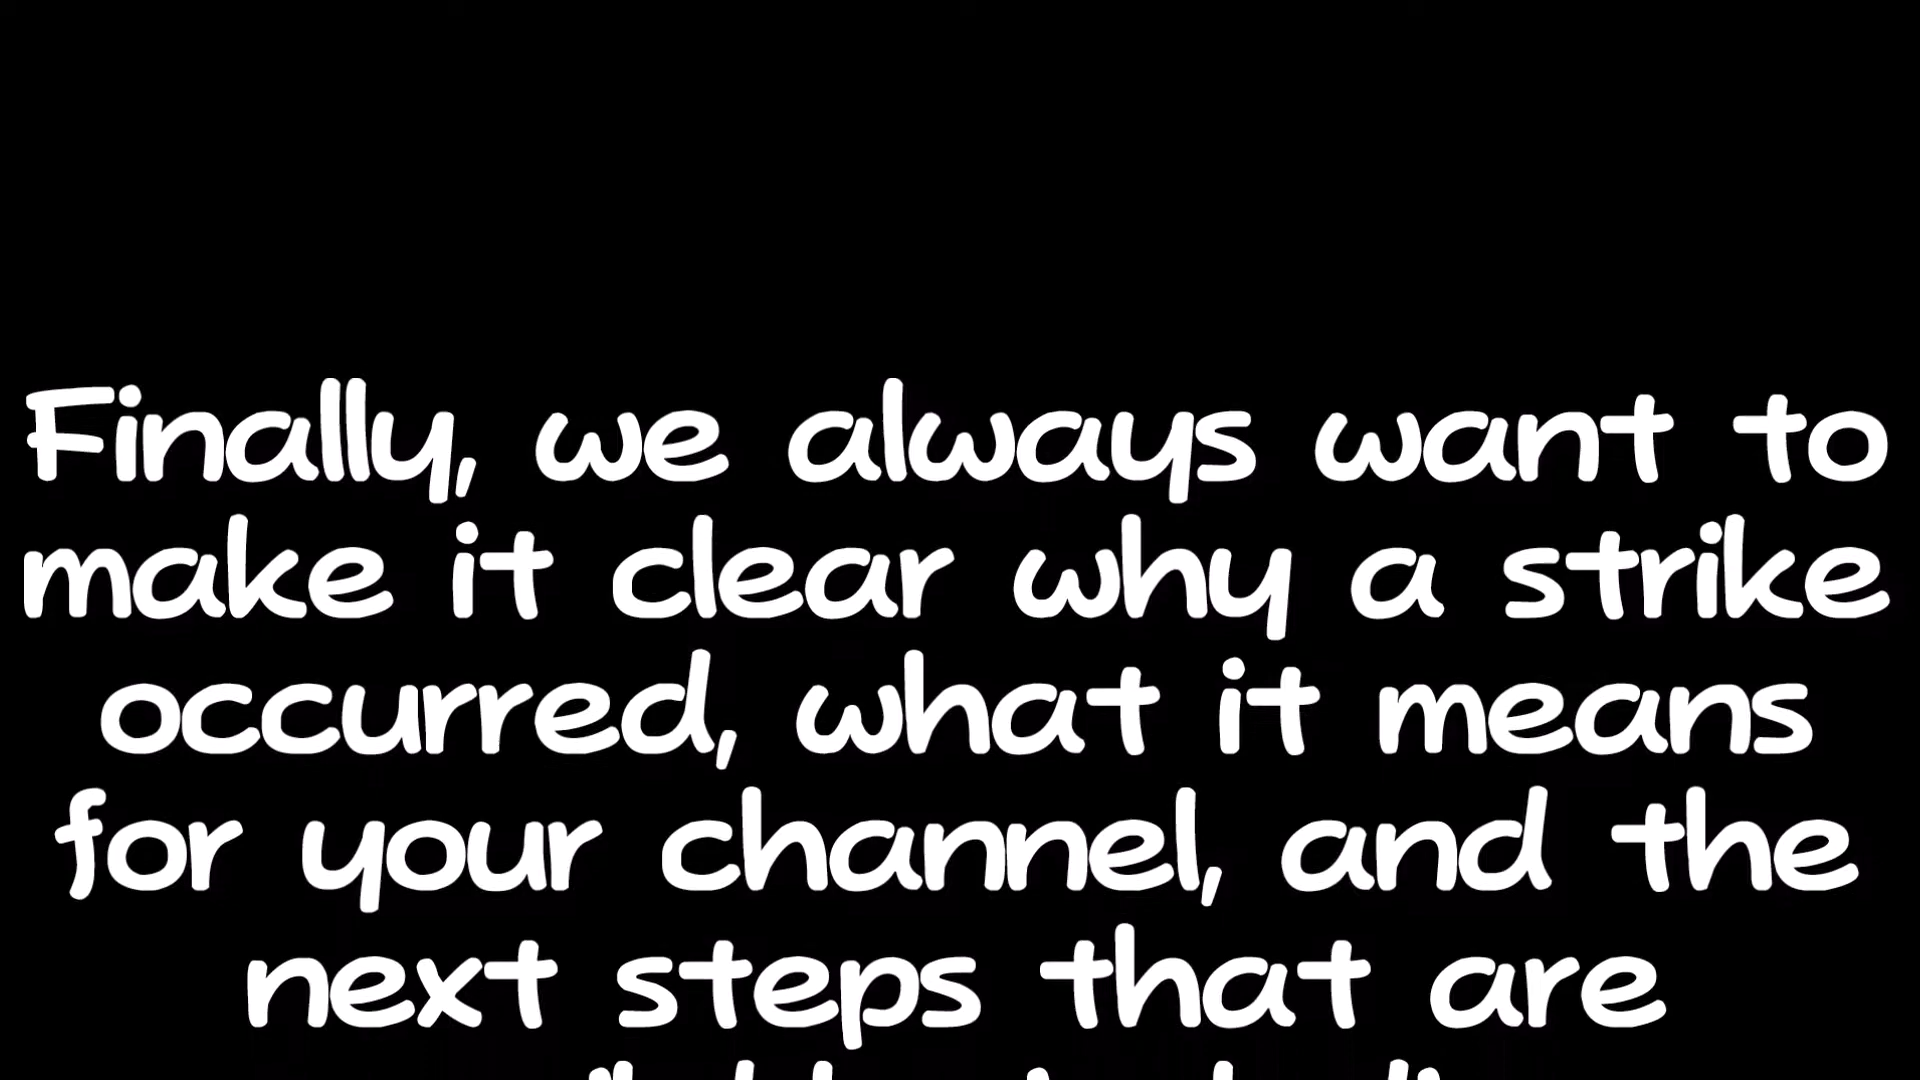 Finally, we always want to
make it clear why a strike
occurred, what it means
for your channel, and the
next steps that are